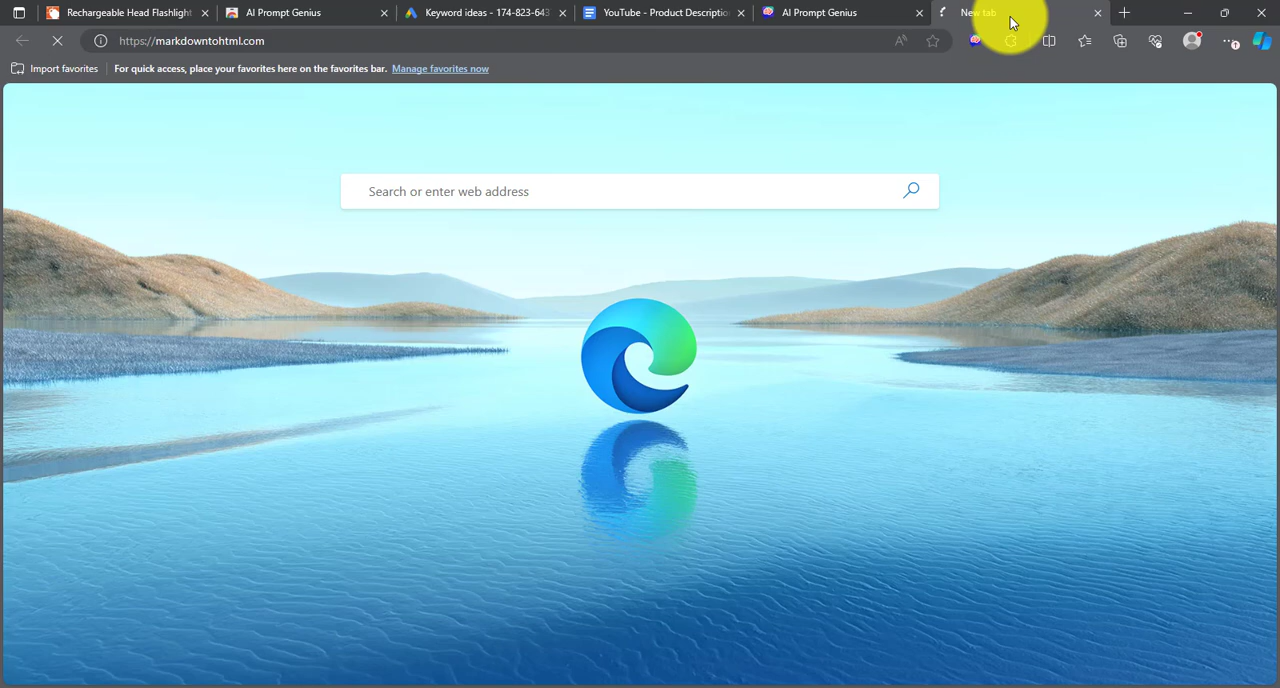 Rechargeable Head Flashlight
AI Prompt Genius
Keyword ideas - 174-823-643
YouTube - Product Descriptio
AI Prompt Genius
New tab
https://markdowntohtml.com
Import favorites
For quick access, place your favorites here on the favorites bar. Manage favorites now
Search or enter web address